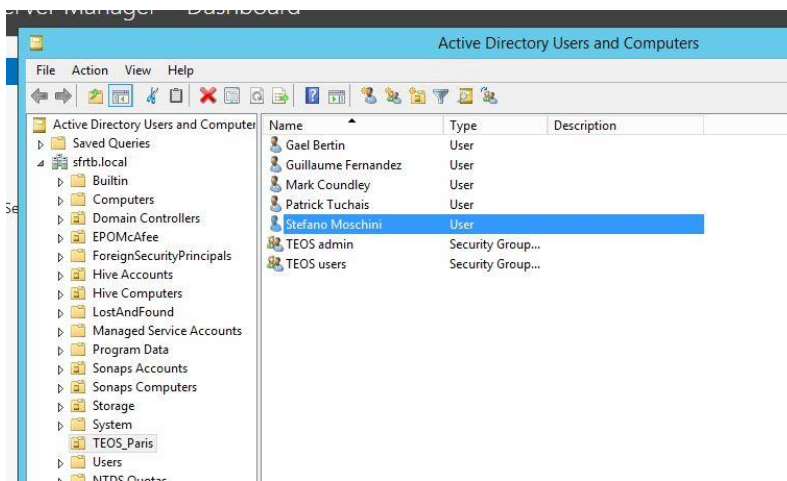 Server Manager Dashboard
Active Directory Users and Computers
File Action View Help
Active Directory Users and Computer
Saved Queries
sfrtb.local
Builtin
Computers
Domain Controllers
EPOMcAfee
ForeignSecurityPrincipals
Hive Accounts
Hive Computers
LostAndFound
Managed Service Accounts
Program Data
Sonaps Accounts
Sonaps Computers
Storage
System
TEOS_Paris
Users
NTDS Quotas
Name Type Description
Gael Bertin User
Guillaume Fernandez User
Mark Coundley User
Patrick Tuchais User
Stefano Moschini User
TEOS admin Security Group...
TEOS users Security Group...